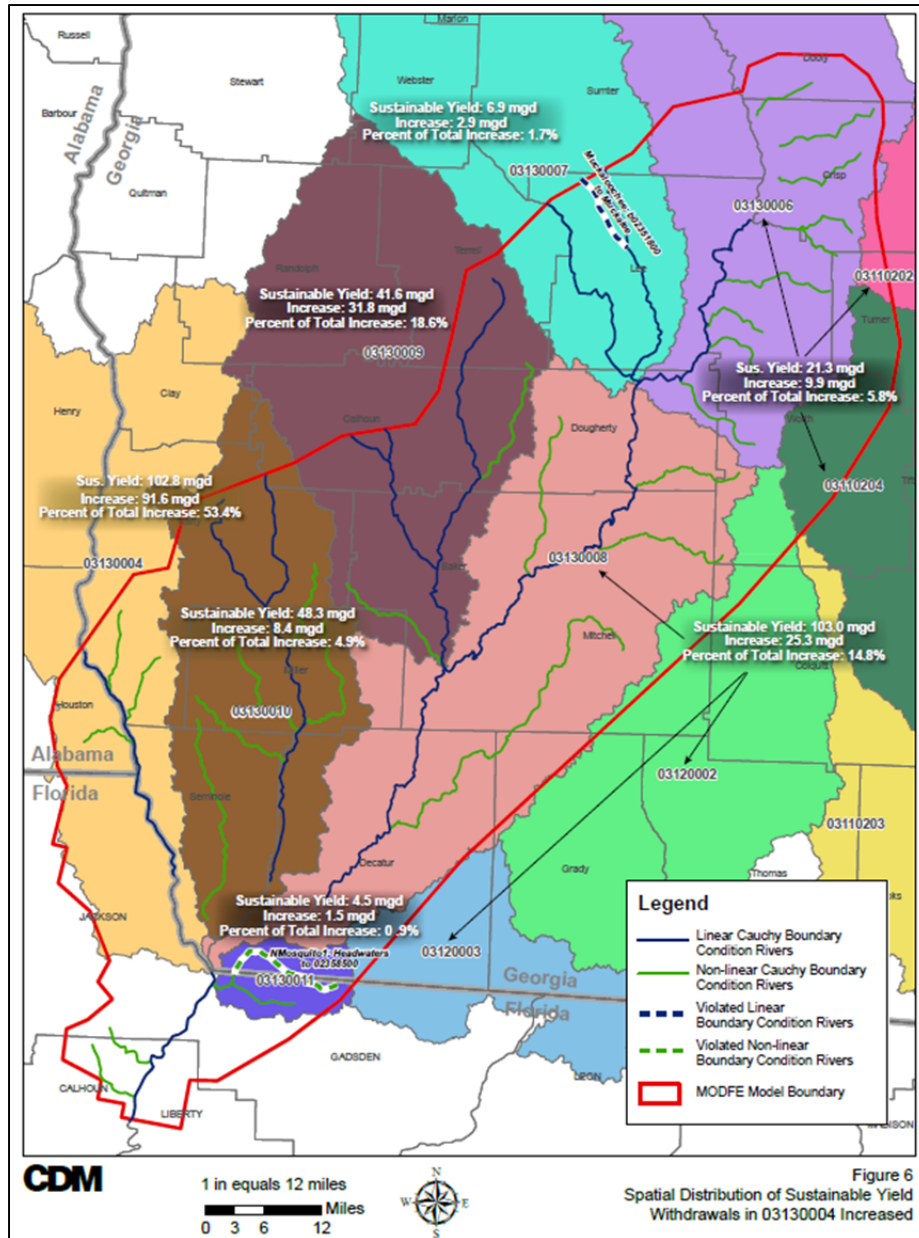 Russell
Marion
Webster
Stewart
Sumter
Dooly
Barbour
Alabama
Georgia
Sustainable Yield: 6.9 mgd
Increase: 2.9 mgd
Percent of Total Increase: 1.7%
Quitman
03130007
Muckaloochee: b02351800
to Mirckalee
Crisp
03130006
Terrell
Randolph
Lee
03110202
Sustainable Yield: 41.6 mgd
Increase: 31.8 mgd
Percent of Total Increase: 18.6%
Turner
03130009
Sus. Yield: 21.3 mgd
Increase: 9.9 mgd
Percent of Total Increase: 5.8%
Henry
Clay
Calhoun
Dougherty
Worth
Sus. Yield: 102.8 mgd
Increase: 91.6 mgd
Percent of Total Increase: 53.4%
03110204
03130004
Baker
03130008
Sustainable Yield: 48.3 mgd
Increase: 8.4 mgd
Percent of Total Increase: 4.9%
Miller
Mitchell
Sustainable Yield: 103.0 mgd
Increase: 25.3 mgd
Percent of Total Increase: 14.8%
Colquitt
Houston
03130010
Alabama
Florida
03120002
Seminole
03110203
Decatur
Grady
Thomas
Sustainable Yield: 4.5 mgd
Increase: 1.5 mgd
Percent of Total Increase: 0.9%
JACKSON
NMosquito1, Headwaters
to 02358500
03120003
03130011
Georgia
Florida
GADSDEN
LEON
CALHOUN
LIBERTY
Legend
Linear Cauchy Boundary
Condition Rivers
Non-linear Cauchy Boundary
Condition Rivers
Violated Linear
Boundary Condition Rivers
Violated Non-linear
Boundary Condition Rivers
MODFE Model Boundary
CDM
1 in equals 12 miles
Miles
0 3 6 12
N
W E
S
Figure 6
Spatial Distribution of Sustainable Yield
Withdrawals in 03130004 Increased